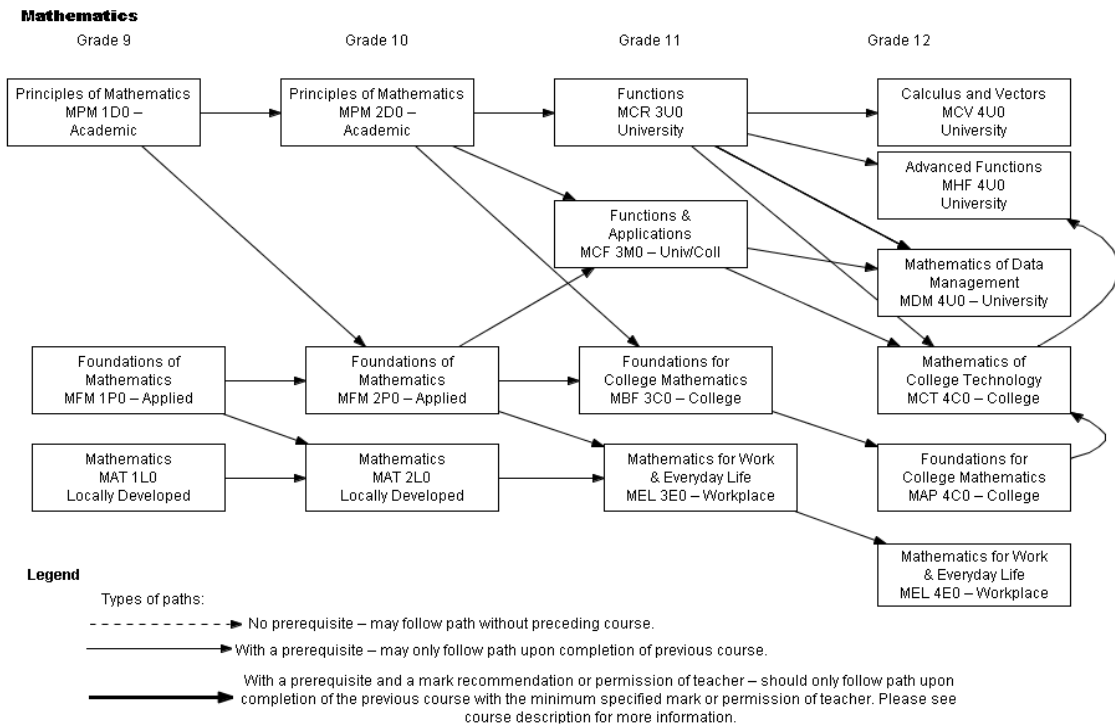 Mathematics
Grade 9
Grade 10
Grade 11
Grade 12
Principles of Mathematics
MPM 1D0 –
Academic
Principles of Mathematics
MPM 2D0 –
Academic
Functions
MCR 3U0
University
Calculus and Vectors
MCV 4U0
University
Advanced Functions
MHF 4U0
University
Functions &
Applications
MCF 3M0 – Univ/Coll
Mathematics of Data
Management
MDM 4U0 – University
Foundations of
Mathematics
MFM 1P0 – Applied
Foundations of
Mathematics
MFM 2P0 – Applied
Foundations for
College Mathematics
MBF 3C0 – College
Mathematics of
College Technology
MCT 4C0 – College
Mathematics
MAT 1L0
Locally Developed
Mathematics
MAT 2L0
Locally Developed
Mathematics for Work
& Everyday Life
MEL 3E0 – Workplace
Foundations for
College Mathematics
MAP 4C0 – College
Mathematics for Work
& Everyday Life
MEL 4E0 – Workplace
Legend
Types of paths:
No prerequisite – may follow path without preceding course.
With a prerequisite – may only follow path upon completion of previous course.
With a prerequisite and a mark recommendation or permission of teacher – should only follow path upon
completion of the previous course with the minimum specified mark or permission of teacher. Please see
course description for more information.